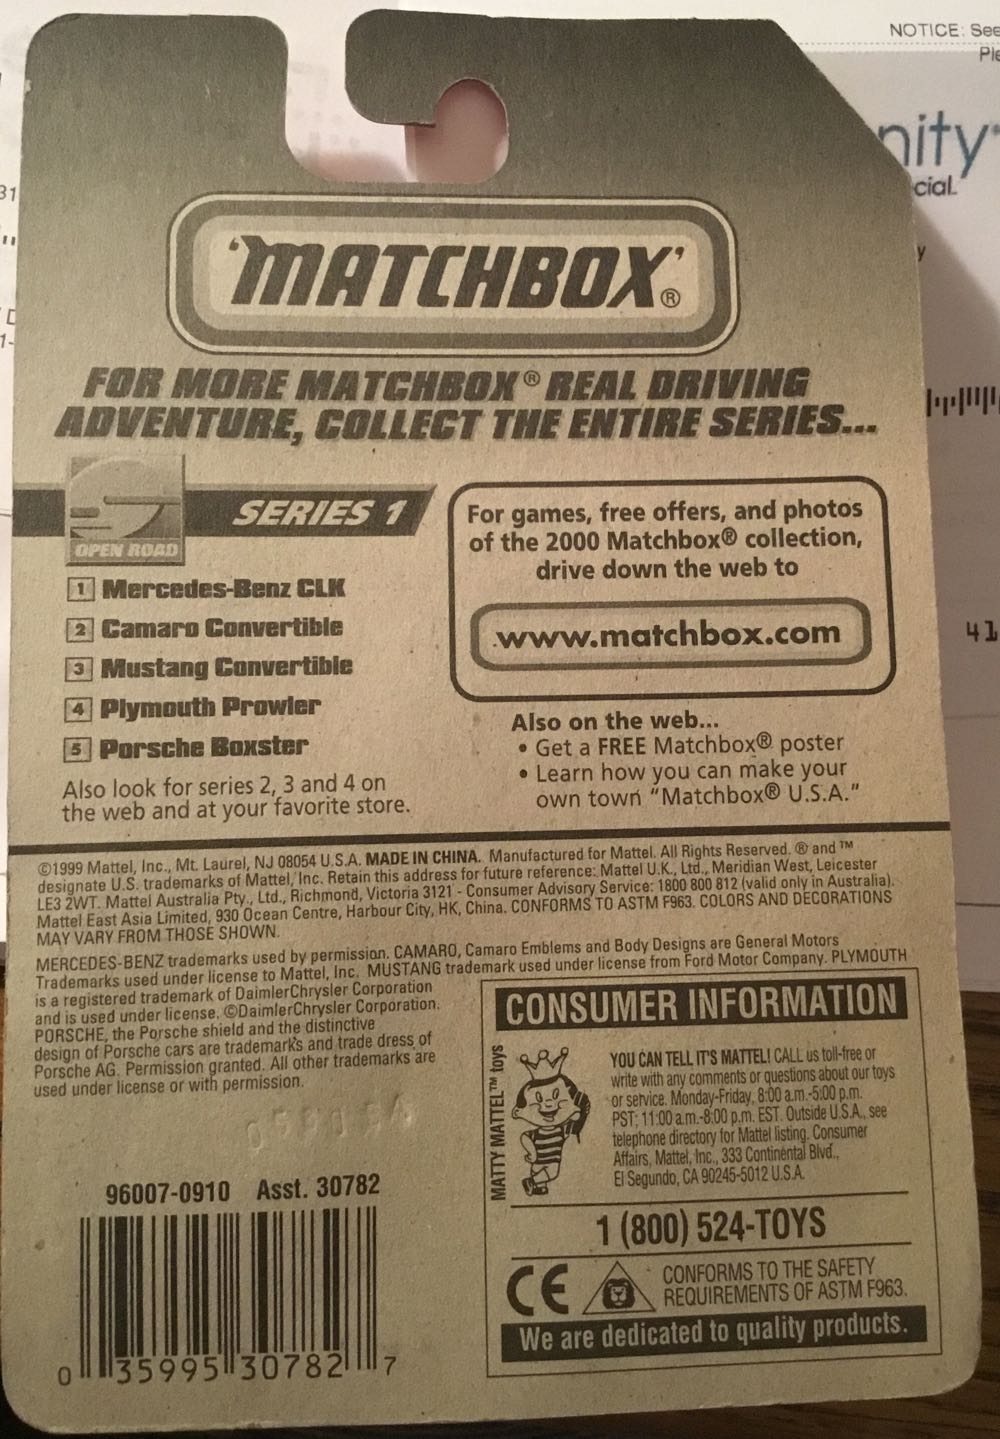 NOTICE: See
nity
cial.
31
y
1-
41
'MATCHBOX'®
FOR MORE MATCHBOX® REAL DRIVING
ADVENTURE, COLLECT THE ENTIRE SERIES...
OPEN ROAD
SERIES 1
1 Mercedes-Benz CLK
2 Camaro Convertible
3 Mustang Convertible
4 Plymouth Prowler
5 Porsche Boxster
Also look for series 2, 3 and 4 on
the web and at your favorite store.
For games, free offers, and photos
of the 2000 Matchbox® collection,
drive down the web to
www.matchbox.com
Also on the web...
• Get a FREE Matchbox® poster
• Learn how you can make your
own town "Matchbox® U.S.A."
©1999 Mattel, Inc., Mt. Laurel, NJ 08054 U.S.A. MADE IN CHINA. Manufactured for Mattel. All Rights Reserved. ® and ™
designate U.S. trademarks of Mattel, Inc. Retain this address for future reference: Mattel U.K., Ltd., Meridian West, Leicester
LE3 2WT. Mattel Australia Pty., Ltd., Richmond, Victoria 3121 - Consumer Advisory Service: 1800 800 812 (valid only in Australia).
Mattel East Asia Limited, 930 Ocean Centre, Harbour City, HK, China. CONFORMS TO ASTM F963. COLORS AND DECORATIONS
MAY VARY FROM THOSE SHOWN.
MERCEDES-BENZ trademarks used by permission. CAMARO, Camaro Emblems and Body Designs are General Motors
Trademarks used under license to Mattel, Inc. MUSTANG trademark used under license from Ford Motor Company. PLYMOUTH
is a registered trademark of DaimlerChrysler Corporation
and is used under license. ©DaimlerChrysler Corporation.
PORSCHE, the Porsche shield and the distinctive
design of Porsche cars are trademarks and trade dress of
Porsche AG. Permission granted. All other trademarks are
used under license or with permission.
96007-0910 Asst. 30782
0 35995 30782 7
CONSUMER INFORMATION
MATTY MATTEL™ toys
YOU CAN TELL IT'S MATTEL! CALL us toll-free or
write with any comments or questions about our toys
or service. Monday-Friday, 8:00 a.m.-5:00 p.m.
PST; 11:00 a.m.-8:00 p.m. EST. Outside U.S.A., see
telephone directory for Mattel listing. Consumer
Affairs, Mattel, Inc., 333 Continental Blvd.,
El Segundo, CA 90245-5012 U.S.A.
1 (800) 524-TOYS
CE
CONFORMS TO THE SAFETY
REQUIREMENTS OF ASTM F963.
We are dedicated to quality products.